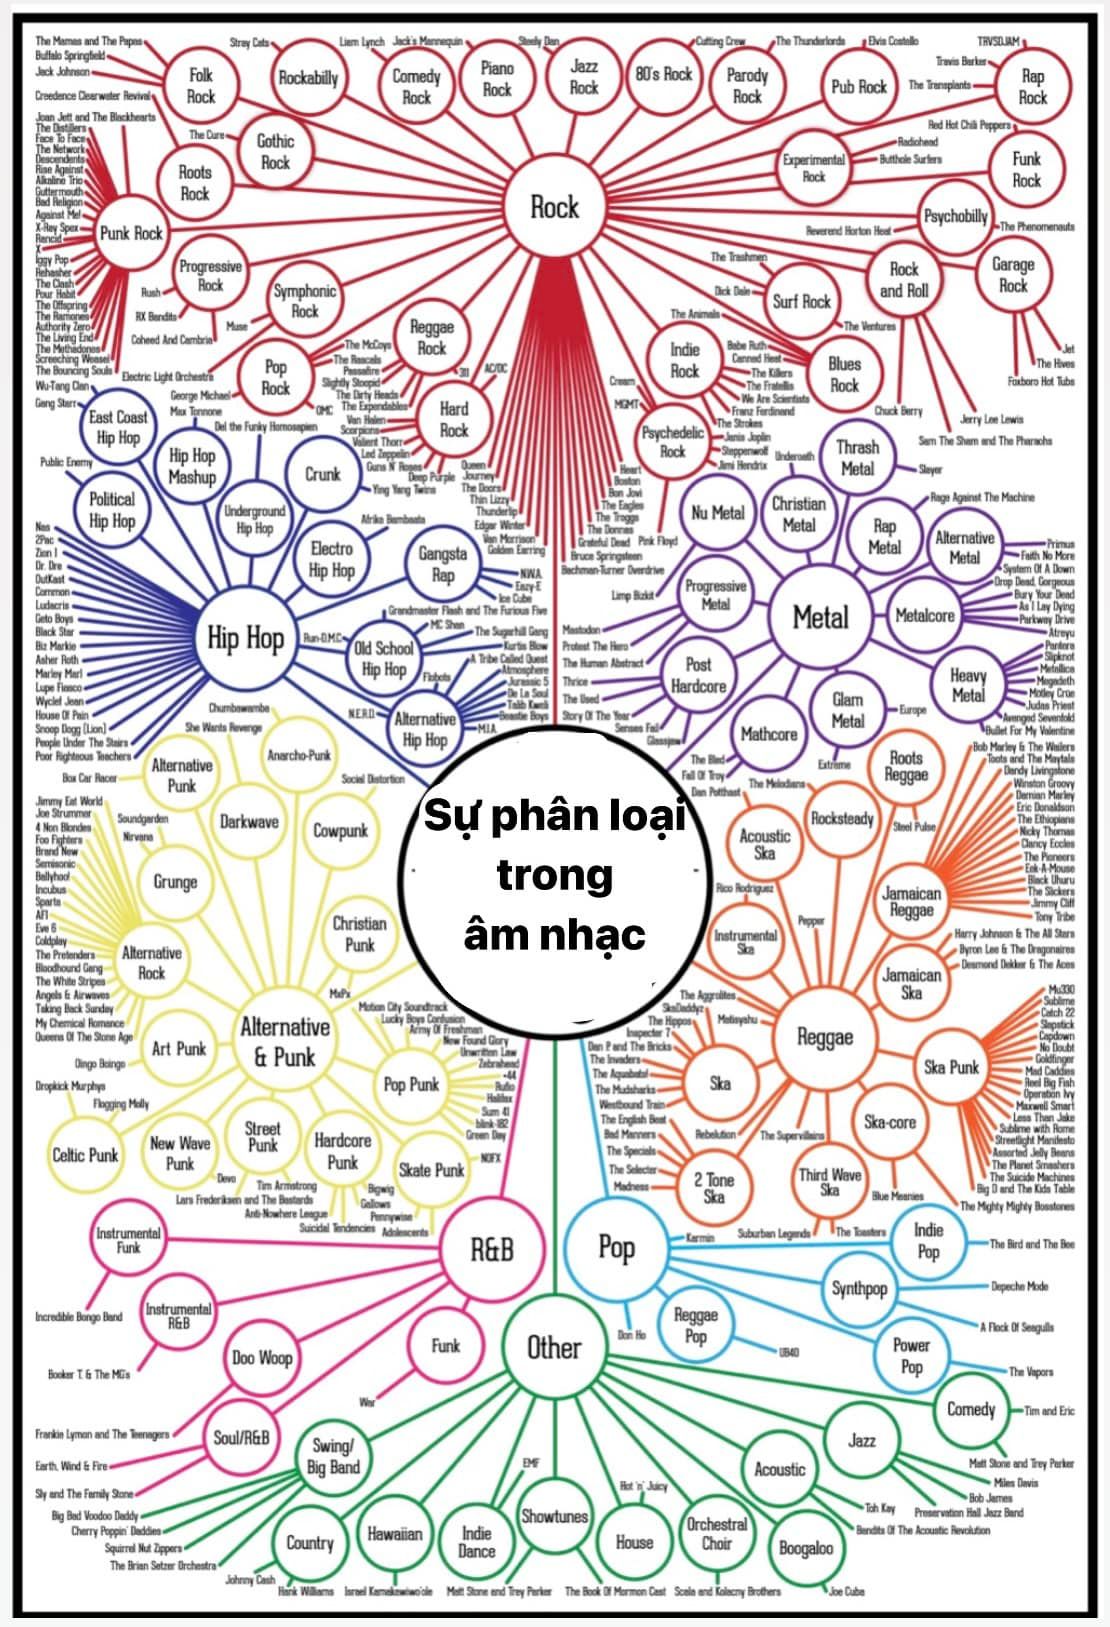 The Mamas and The Papas
Buffalo Springfield
Jack Johnson
Creedence Clearwater Revival
Folk
Rock
Stray Cats
Rockabilly
Liam Lynch
Comedy
Rock
Jack's Mannequin
Piano
Rock
Steely Dan
Jazz
Rock
Cutting Crew
80's Rock
The Thunderlords
Parody
Rock
Elvis Costello
Pub Rock
TRVSDJAM
Travis Barker
The Transplants
Rap
Rock
Joan Jett and The Blackhearts
The Distillers
Face To Face
The Network
Descendents
Rise Against
Alkaline Trio
Guttermouth
Bad Religion
Against Me!
X-Ray Spex
Rancid
X
Iggy Pop
Rehasher
The Clash
Pour Habit
The Offspring
The Ramones
Authority Zero
The Living End
The Methadones
Screeching Weasel
The Bouncing Souls
Punk Rock
The Cure
Gothic
Rock
Roots
Rock
Rock
Radiohead
Butthole Surfers
Experimental
Rock
Red Hot Chili Peppers
Funk
Rock
Psychobilly
Reverend Horton Heat
The Phenomenauts
Progressive
Rock
Rush
RX Bandits
Coheed And Cambria
Symphonic
Rock
Muse
Electric Light Orchestra
Reggae
Rock
The Dirty Heads
The Expendables
Slightly Stoopid
Passafire
311
Pop
Rock
The McCoys
The Rascals
George Michael
OMC
Hard
Rock
AC/DC
Van Halen
Scorpions
Valient Thorr
Led Zeppelin
Guns N' Roses
Deep Purple
Queen
Journey
The Doors
Thin Lizzy
Thunderlip
Edgar Winter
Van Morrison
Golden Earring
Heart
Boston
Bon Jovi
The Eagles
The Troggs
The Donnas
Grateful Dead
Bruce Springsteen
Bachman-Turner Overdrive
The Trashmen
Dick Dale
Surf Rock
The Ventures
Rock
and Roll
Chuck Berry
Jerry Lee Lewis
Sam The Sham and The Pharaohs
Garage
Rock
Jet
The Hives
Foxboro Hot Tubs
Indie
Rock
The Killers
The Fratellis
We Are Scientists
Franz Ferdinand
The Strokes
The Animals
Babe Ruth
Canned Heat
Blues
Rock
Cream
MGMT
Psychedelic
Rock
Janis Joplin
Steppenwolf
Jimi Hendrix
Pink Floyd
Wu-Tang Clan
Gang Starr
East Coast
Hip Hop
Max Tonnone
Hip Hop
Mashup
Del the Funky Homosapien
Underground
Hip Hop
Crunk
Ying Yang Twins
Public Enemy
Political
Hip Hop
Afrika Bambaata
Electro
Hip Hop
Gangsta
Rap
N.W.A.
Eazy-E
Ice Cube
Nas
2Pac
Zion I
Dr. Dre
OutKast
Common
Ludacris
Geto Boys
Black Star
Biz Markie
Asher Roth
Marley Marl
Lupe Fiasco
Wyclef Jean
House Of Pain
Snoop Dogg [Lion]
People Under The Stairs
Poor Righteous Teachers
Hip Hop
Grandmaster Flash and The Furious Five
MC Shan
The Sugarhill Gang
Kurtis Blow
Run-D.M.C.
Old School
Hip Hop
A Tribe Called Quest
Atmosphere
Jurassic 5
De La Soul
Talib Kweli
Beastie Boys
M.I.A.
Flobots
N.E.R.D.
Alternative
Hip Hop
Underoath
Christian
Metal
Thrash
Metal
Slayer
Nu Metal
Limp Bizkit
Rage Against The Machine
Rap
Metal
Alternative
Metal
Primus
Faith No More
System Of A Down
Metal
Metalcore
Drop Dead, Gorgeous
Bury Your Dead
As I Lay Dying
Parkway Drive
Atreyu
Progressive
Metal
Mastodon
Protest The Hero
The Human Abstract
Post
Hardcore
Thrice
The Used
Story Of The Year
Senses Fail
Glassjaw
Mathcore
The Bled
Fall Of Troy
Glam
Metal
Europe
Extreme
Heavy
Metal
Pantera
Slipknot
Metallica
Megadeth
Motley Crue
Judas Priest
Avenged Sevenfold
Bullet For My Valentine
Sự phân loại
trong
âm nhạc
Chumbawamba
She Wants Revenge
Anarcho-Punk
Alternative
Punk
Box Car Racer
Darkwave
Social Distortion
Cowpunk
Soundgarden
Nirvana
Grunge
Christian
Punk
MxPx
Jimmy Eat World
Joe Strummer
4 Non Blondes
Foo Fighters
Brand New
Semisonic
Ballyhoo!
Incubus
Sparta
AFI
Eve 6
Coldplay
The Pretenders
Bloodhound Gang
The White Stripes
Angels & Airwaves
Taking Back Sunday
My Chemical Romance
Queens Of The Stone Age
Alternative
Rock
Alternative
& Punk
Art Punk
Oingo Boingo
Dropkick Murphys
Flogging Molly
Celtic Punk
New Wave
Punk
Devo
Street
Punk
Tim Armstrong
Lars Frederiksen and The Bastards
Anti-Nowhere League
Hardcore
Punk
Suicidal Tendencies
Bigwig
Gallows
Pennywise
Adolescents
Skate Punk
NOFX
Pop Punk
Motion City Soundtrack
Lucky Boys Confusion
Army Of Freshman
New Found Glory
Unwritten Law
Zebrahead
+44
Rufio
Halifax
Sum 41
blink-182
Green Day
The Melodians
Rocksteady
Dan Potthast
Acoustic
Ska
Roots
Reggae
Steel Pulse
Bob Marley & The Wailers
Toots and The Maytals
Dandy Livingstone
Winston Groovy
Damian Marley
Eric Donaldson
The Ethiopians
Nicky Thomas
Clancy Eccles
The Pioneers
Eek-A-Mouse
Black Uhuru
The Slickers
Jimmy Cliff
Tony Tribe
Jamaican
Reggae
Rico Rodriguez
Instrumental
Ska
Pepper
Harry Johnson & The All Stars
Byron Lee & The Dragonaires
Desmond Dekker & The Aces
Jamaican
Ska
Reggae
Matisyahu
Rebelution
The Supervillains
The Aggrolites
SkaDaddyz
The Hippos
Inspecter 7
Dan P. and The Bricks
The Invaders
The Aquabats!
The Mudsharks
Westbound Train
Ska
The English Beat
Bad Manners
The Specials
The Selecter
Madness
2 Tone
Ska
Third Wave
Ska
Suburban Legends
The Toasters
Ska-core
Blue Meanies
The Mighty Mighty Bosstones
Ska Punk
Mu330
Sublime
Catch 22
Slapstick
Capdown
No Doubt
Goldfinger
Mad Caddies
Reel Big Fish
Operation Ivy
Maxwell Smart
Less Than Jake
Sublime with Rome
Streetlight Manifesto
Assorted Jelly Beans
The Planet Smashers
The Suicide Machines
Big D and The Kids Table
Instrumental
Funk
Incredible Bongo Band
Instrumental
R&B
Booker T. & The MG's
Doo Woop
Frankie Lymon and The Teenagers
Soul/R&B
Earth, Wind & Fire
Sly and The Family Stone
Funk
War
R&B
Pop
Karmin
Don Ho
Reggae
Pop
UB40
Indie
Pop
The Bird and The Bee
Synthpop
Depeche Mode
A Flock Of Seagulls
Power
Pop
The Vapors
Other
Comedy
Tim and Eric
Matt Stone and Trey Parker
Jazz
Miles Davis
Bob James
Preservation Hall Jazz Band
Acoustic
Toh Kay
Bandits Of The Acoustic Revolution
Swing/
Big Band
Big Bad Voodoo Daddy
Cherry Poppin' Daddies
Squirrel Nut Zippers
The Brian Setzer Orchestra
Country
Johnny Cash
Hank Williams
Hawaiian
Israel Kamakawiwo'ole
EMF
Indie
Dance
Showtunes
Matt Stone and Trey Parker
The Book Of Mormon Cast
Hot 'n' Juicy
House
Orchestral
Choir
Scala and Kolacny Brothers
Boogaloo
Joe Cuba